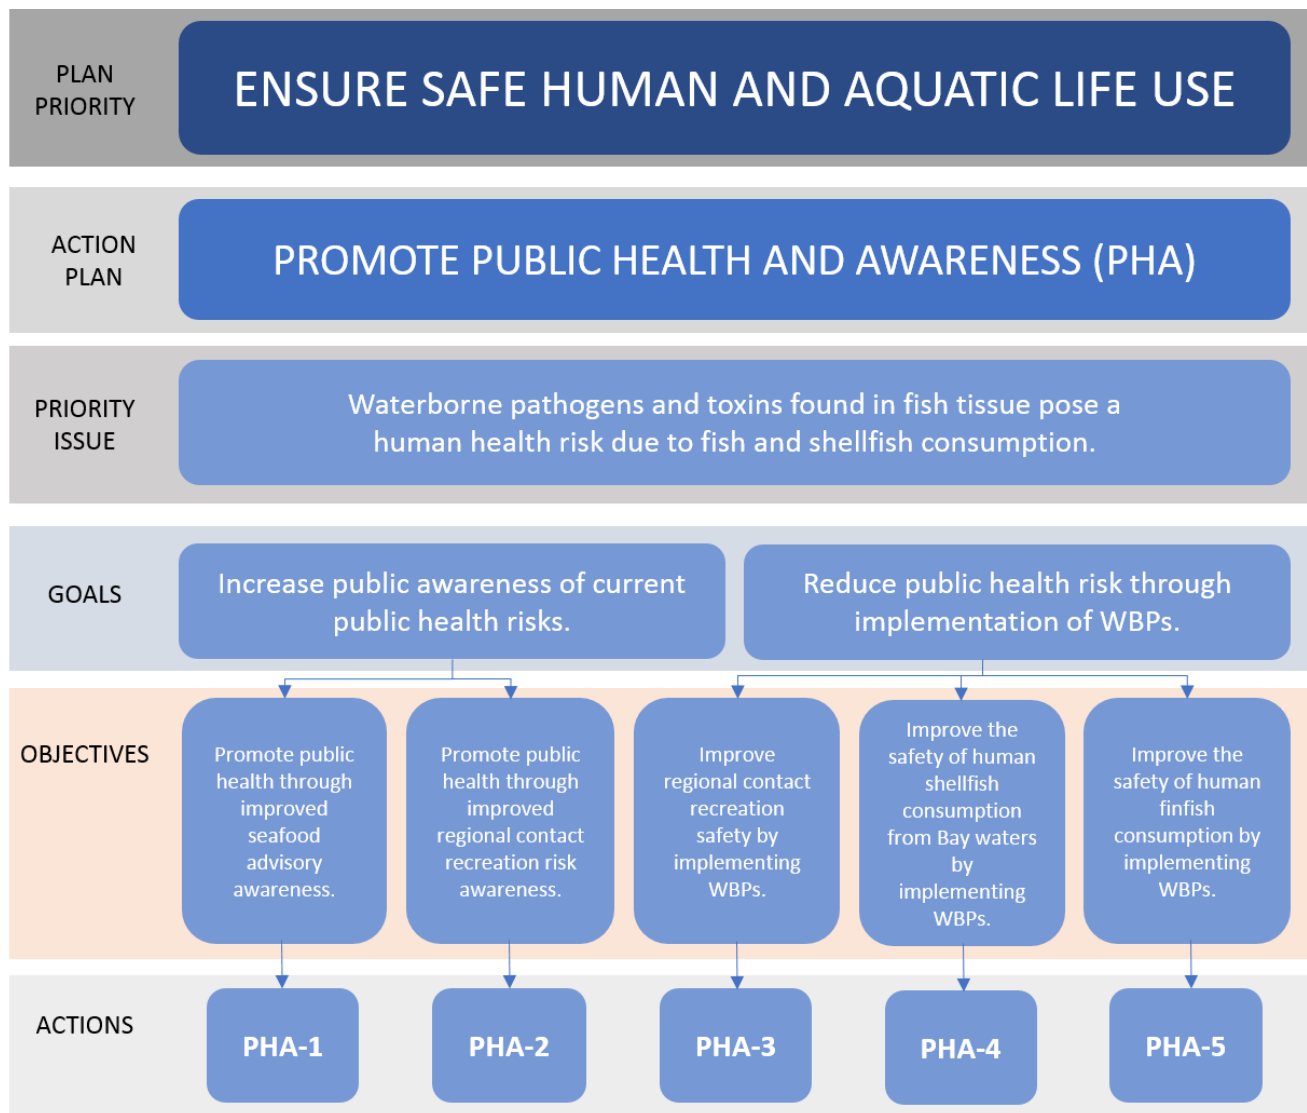 PLAN
PRIORITY
ENSURE SAFE HUMAN AND AQUATIC LIFE USE
ACTION
PLAN
PROMOTE PUBLIC HEALTH AND AWARENESS (PHA)
PRIORITY
ISSUE
Waterborne pathogens and toxins found in fish tissue pose a
human health risk due to fish and shellfish consumption.
GOALS
Increase public awareness of current
public health risks.
Reduce public health risk through
implementation of WBPs.
OBJECTIVES
Promote public
health through
improved
seafood
advisory
awareness.
Promote public
health through
improved
regional contact
recreation risk
awareness.
Improve
regional contact
recreation
safety by
implementing
WBPs.
Improve the
safety of human
shellfish
consumption
from Bay waters
by
implementing
WBPs.
Improve the
safety of human
finfish
consumption by
implementing
WBPs.
ACTIONS
PHA-1
PHA-2
PHA-3
PHA-4
PHA-5